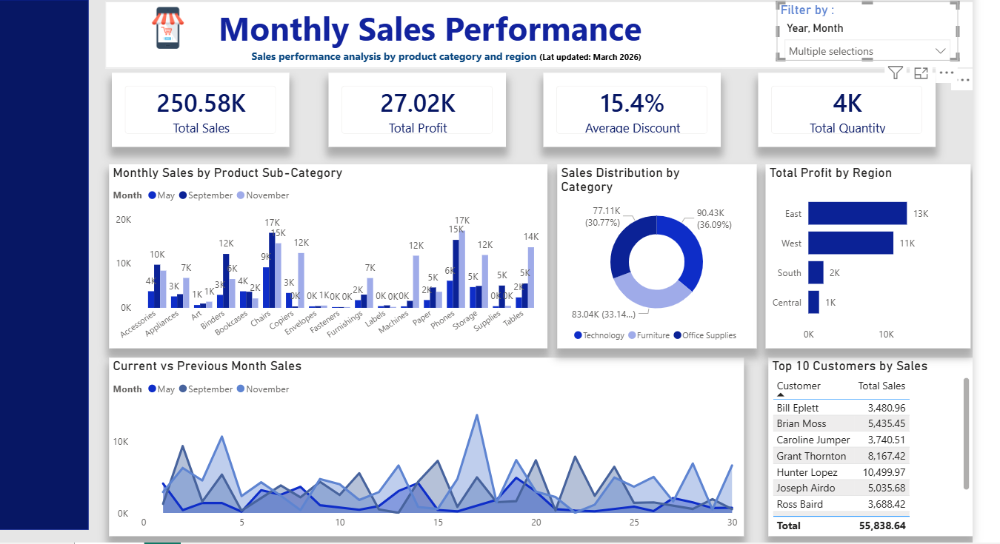 Monthly Sales Performance
Sales performance analysis by product category and region (Last updated: March 2026)
Filter by :
Year, Month
Multiple selections
250.58K
Total Sales
27.02K
Total Profit
15.4%
Average Discount
4K
Total Quantity
Monthly Sales by Product Sub-Category
Month May September November
20K
10K
0K
4K 10K 3K 7K 1K 1K 3K 12K 6K 4K 2K 9K 17K 15K 3K 0K 12K 0K 1K 0K 0K 2K 7K 0K 0K 0K 12K 2K 5K 6K 15K 17K 5K 12K 0K 5K 0K 2K 5K 14K
Accessories
Appliances
Art
Binders
Bookcases
Chairs
Copiers
Envelopes
Fasteners
Furnishings
Labels
Machines
Paper
Phones
Storage
Supplies
Tables
Sales Distribution by
Category
77.11K
(30.77%)
90.43K
(36.09%)
83.04K (33.14...)
Technology Furniture Office Supplies
Total Profit by Region
East 13K
West 11K
South 2K
Central 1K
0K 10K
Current vs Previous Month Sales
Month May September November
10K
0K
0 5 10 15 20 25 30
Top 10 Customers by Sales
Customer Total Sales
Bill Eplett 3,480.96
Brian Moss 5,435.45
Caroline Jumper 3,740.51
Grant Thornton 8,167.42
Hunter Lopez 10,499.97
Joseph Airdo 5,035.68
Ross Baird 3,688.42
Total 55,838.64